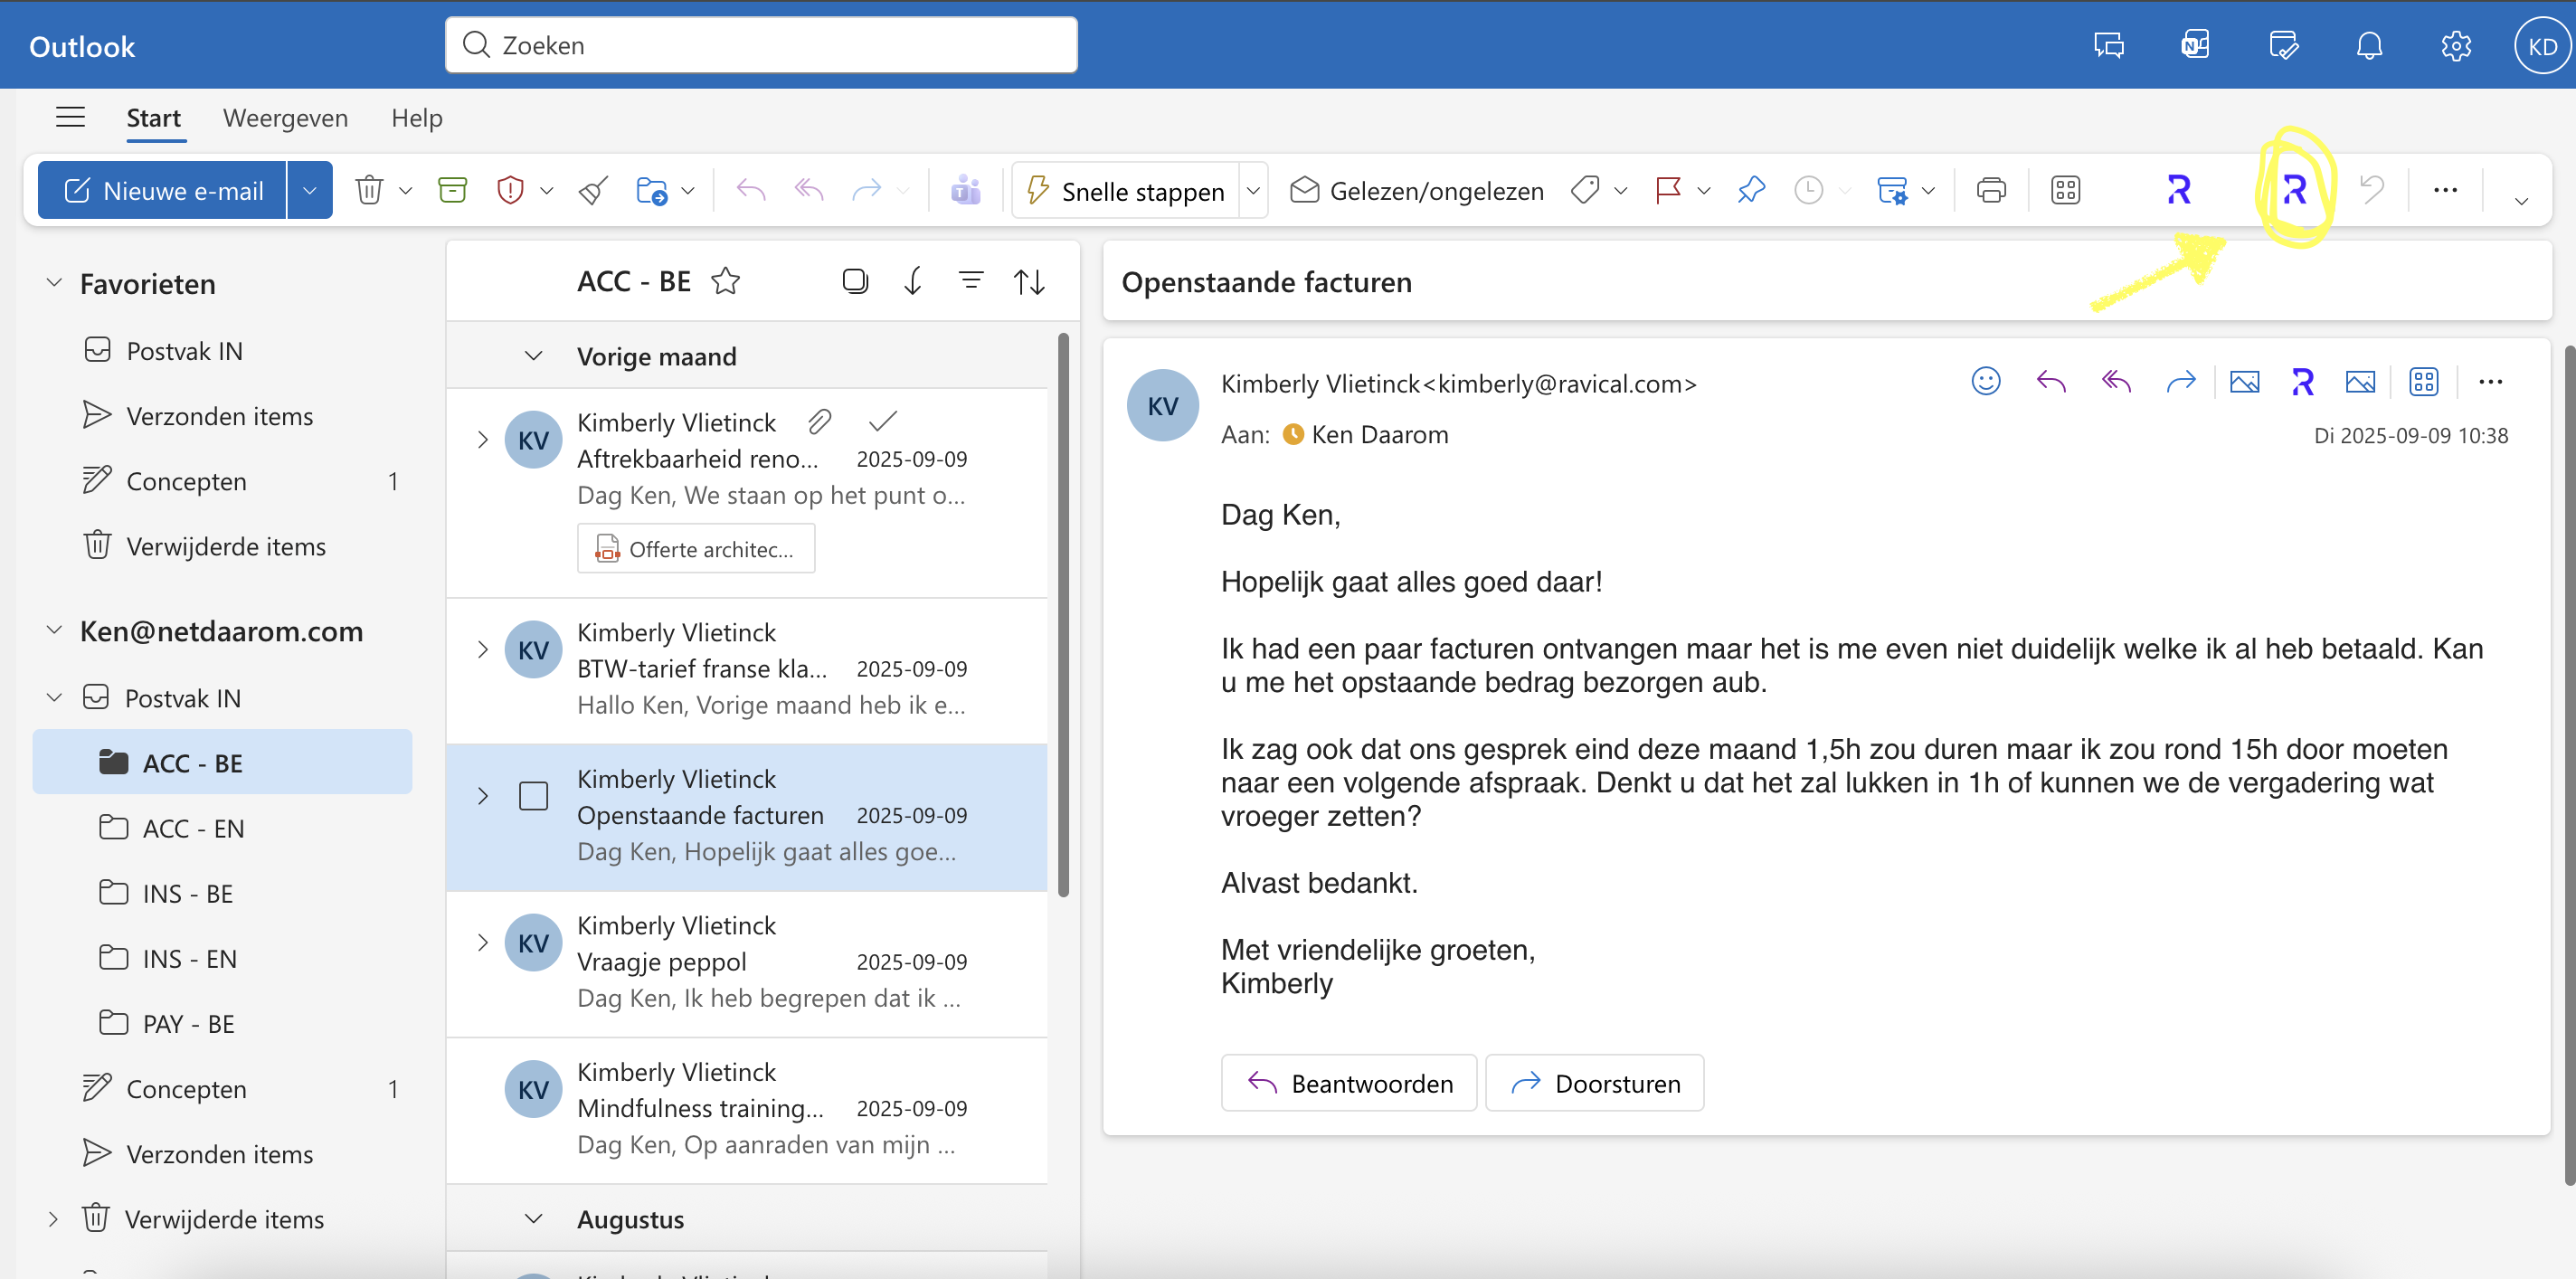 Outlook
Zoeken
KD
Start Weergeven Help
Nieuwe e-mail
Snelle stappen
Gelezen/ongelezen
Favorieten
Postvak IN
Verzonden items
Concepten 1
Verwijderde items
Ken@netdaarom.com
Postvak IN
ACC - BE
ACC - EN
INS - BE
INS - EN
PAY - BE
Concepten 1
Verzonden items
Verwijderde items
ACC - BE
Vorige maand
KV
Kimberly Vlietinck
Aftrekbaarheid reno... 2025-09-09
Dag Ken, We staan op het punt o...
Offerte architec...
KV
Kimberly Vlietinck
BTW-tarief franse kla... 2025-09-09
Hallo Ken, Vorige maand heb ik e...
Kimberly Vlietinck
Openstaande facturen 2025-09-09
Dag Ken, Hopelijk gaat alles goe...
KV
Kimberly Vlietinck
Vraagje peppol 2025-09-09
Dag Ken, Ik heb begrepen dat ik ...
KV
Kimberly Vlietinck
Mindfulness training... 2025-09-09
Dag Ken, Op aanraden van mijn ...
Augustus
Openstaande facturen
KV
Kimberly Vlietinck<kimberly@ravical.com>
Aan: Ken Daarom
Di 2025-09-09 10:38
Dag Ken,
Hopelijk gaat alles goed daar!
Ik had een paar facturen ontvangen maar het is me even niet duidelijk welke ik al heb betaald. Kan
u me het opstaande bedrag bezorgen aub.
Ik zag ook dat ons gesprek eind deze maand 1,5h zou duren maar ik zou rond 15h door moeten
naar een volgende afspraak. Denkt u dat het zal lukken in 1h of kunnen we de vergadering wat
vroeger zetten?
Alvast bedankt.
Met vriendelijke groeten,
Kimberly
Beantwoorden
Doorsturen